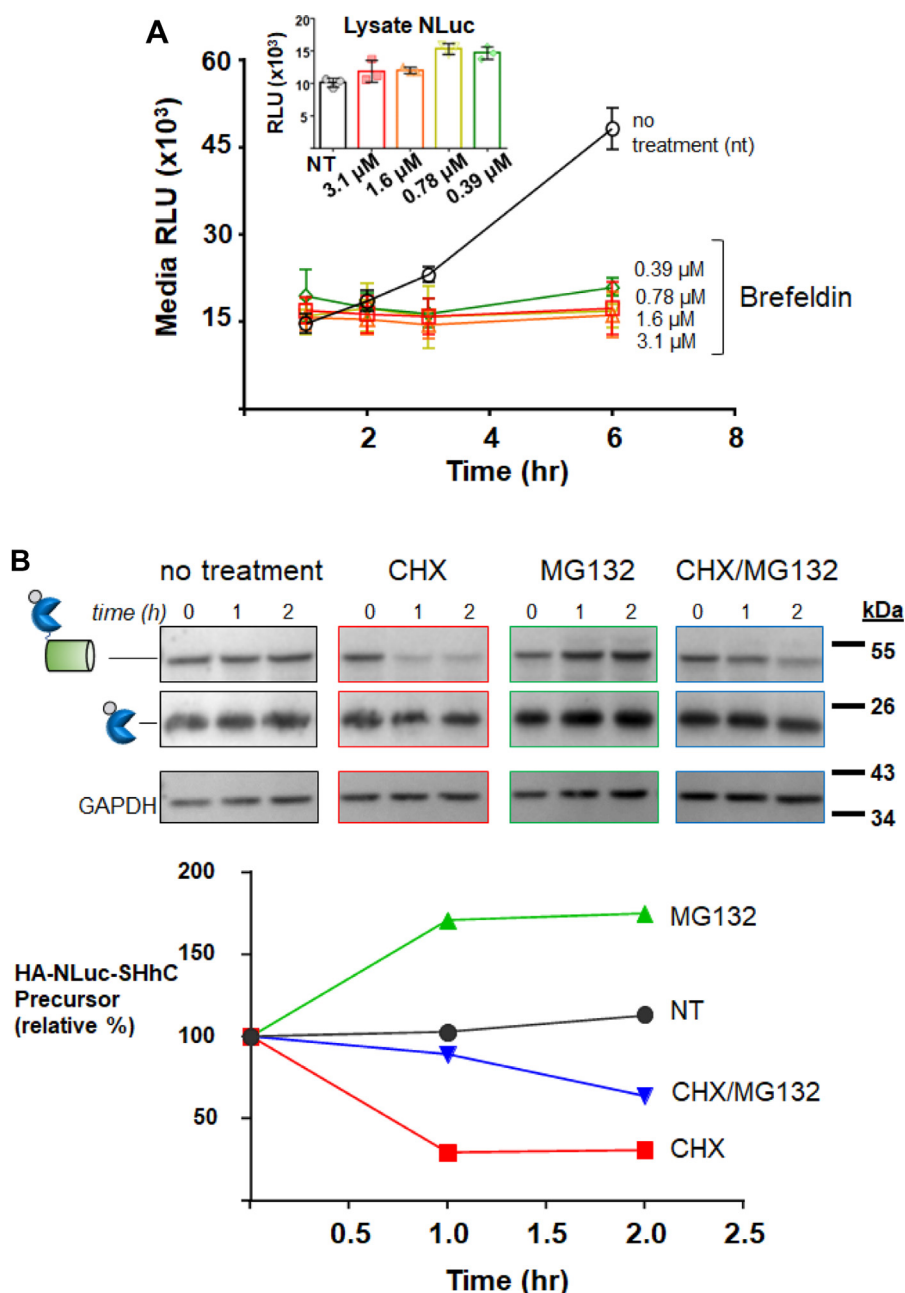 A
Lysate NLuc
RLU (x10³)
20
15
10
5
NT
3.1 µM
1.6 µM
0.78 µM
0.39 µM
Media RLU (x10³)
60
45
30
15
no
treatment (nt)
0.39 µM
0.78 µM
1.6 µM
3.1 µM
Brefeldin
2
4
6
8
Time (hr)
B
no treatment
CHX
MG132
CHX/MG132
time (h)
0 1 2
0 1 2
0 1 2
0 1 2
kDa
55
26
43
GAPDH
34
200
150
100
50
HA-NLuc-SHhC
Precursor
(relative %)
MG132
NT
CHX/MG132
CHX
0.5 1.0 1.5 2.0 2.5
Time (hr)